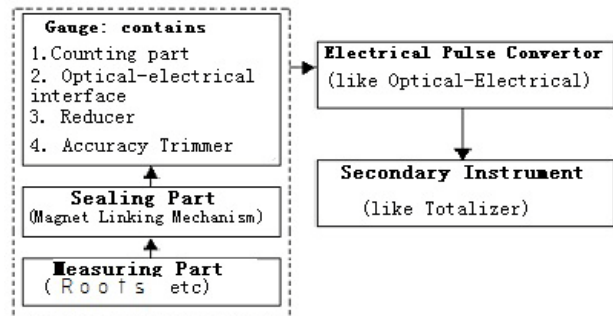 Gauge: contains
1.Counting part
2. Optical-electrical
interface
3. Reducer
4. Accuracy Trimmer
Sealing Part
(Magnet Linking Mechanism)
Measuring Part
( Roots etc)
Electrical Pulse Convertor
(like Optical-Electrical)
Secondary Instrument
(like Totalizer)